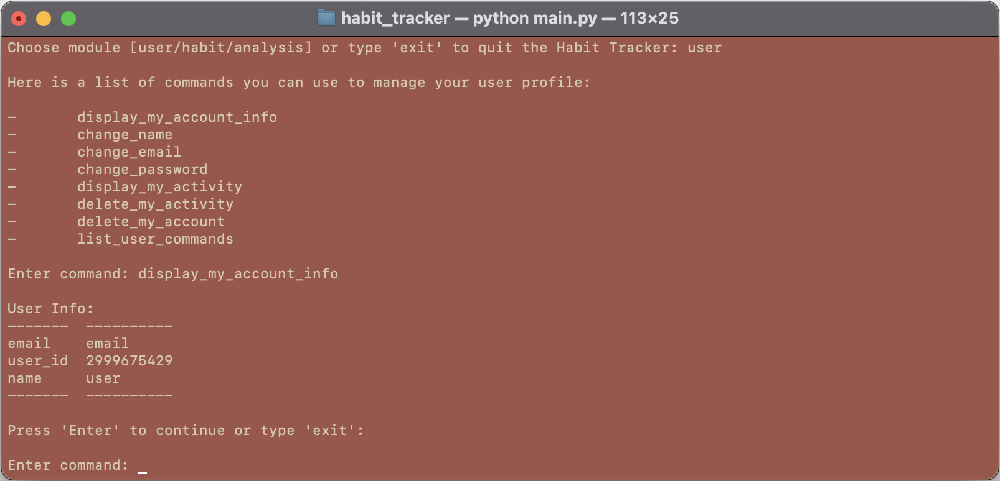 habit_tracker — python main.py — 113×25
Choose module [user/habit/analysis] or type 'exit' to quit the Habit Tracker: user
Here is a list of commands you can use to manage your user profile:
-        display_my_account_info
-        change_name
-        change_email
-        change_password
-        display_my_activity
-        delete_my_activity
-        delete_my_account
-        list_user_commands
Enter command: display_my_account_info
User Info:
-------  ----------
email    email
user_id  2999675429
name     user
-------  ----------
Press 'Enter' to continue or type 'exit':
Enter command: _